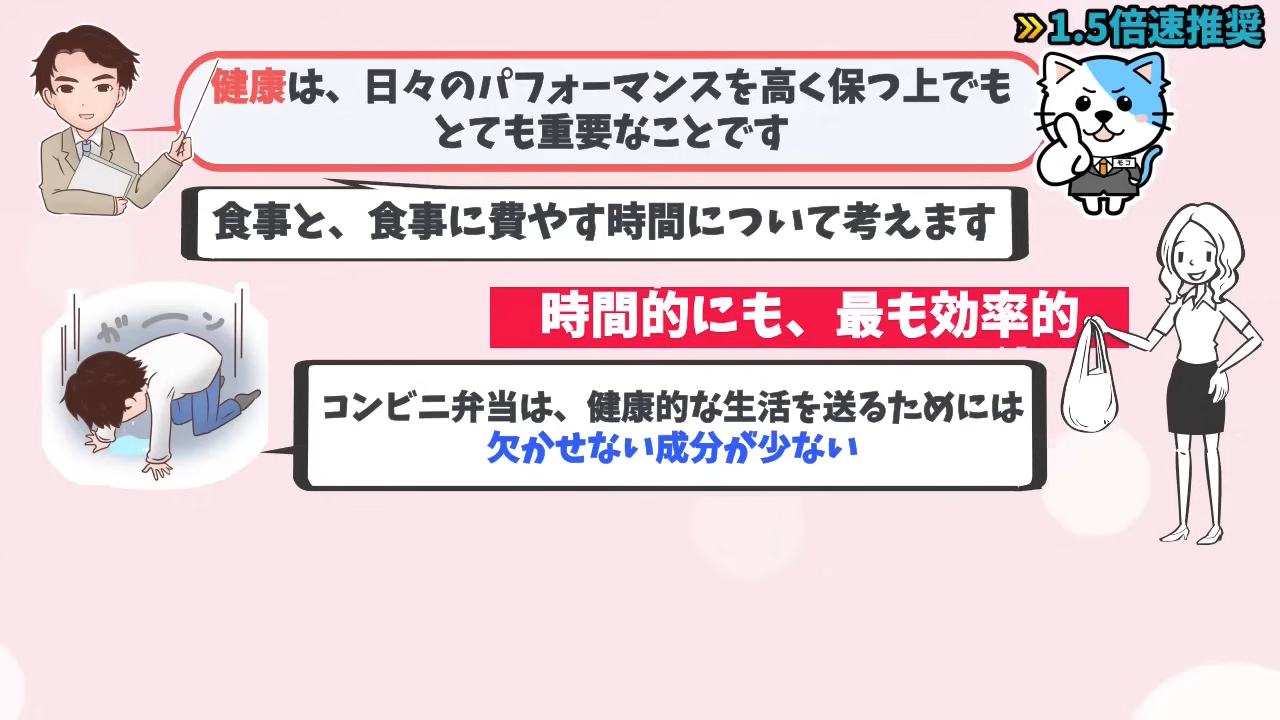 1.5倍速推奨
健康は、日々のパフォーマンスを高く保つ上でも
とても重要なことです
モコ
食事と、食事に費やす時間について考えます
時間的にも、最も効率的
ガーン
コンビニ弁当は、健康的な生活を送るためには
欠かせない成分が少ない